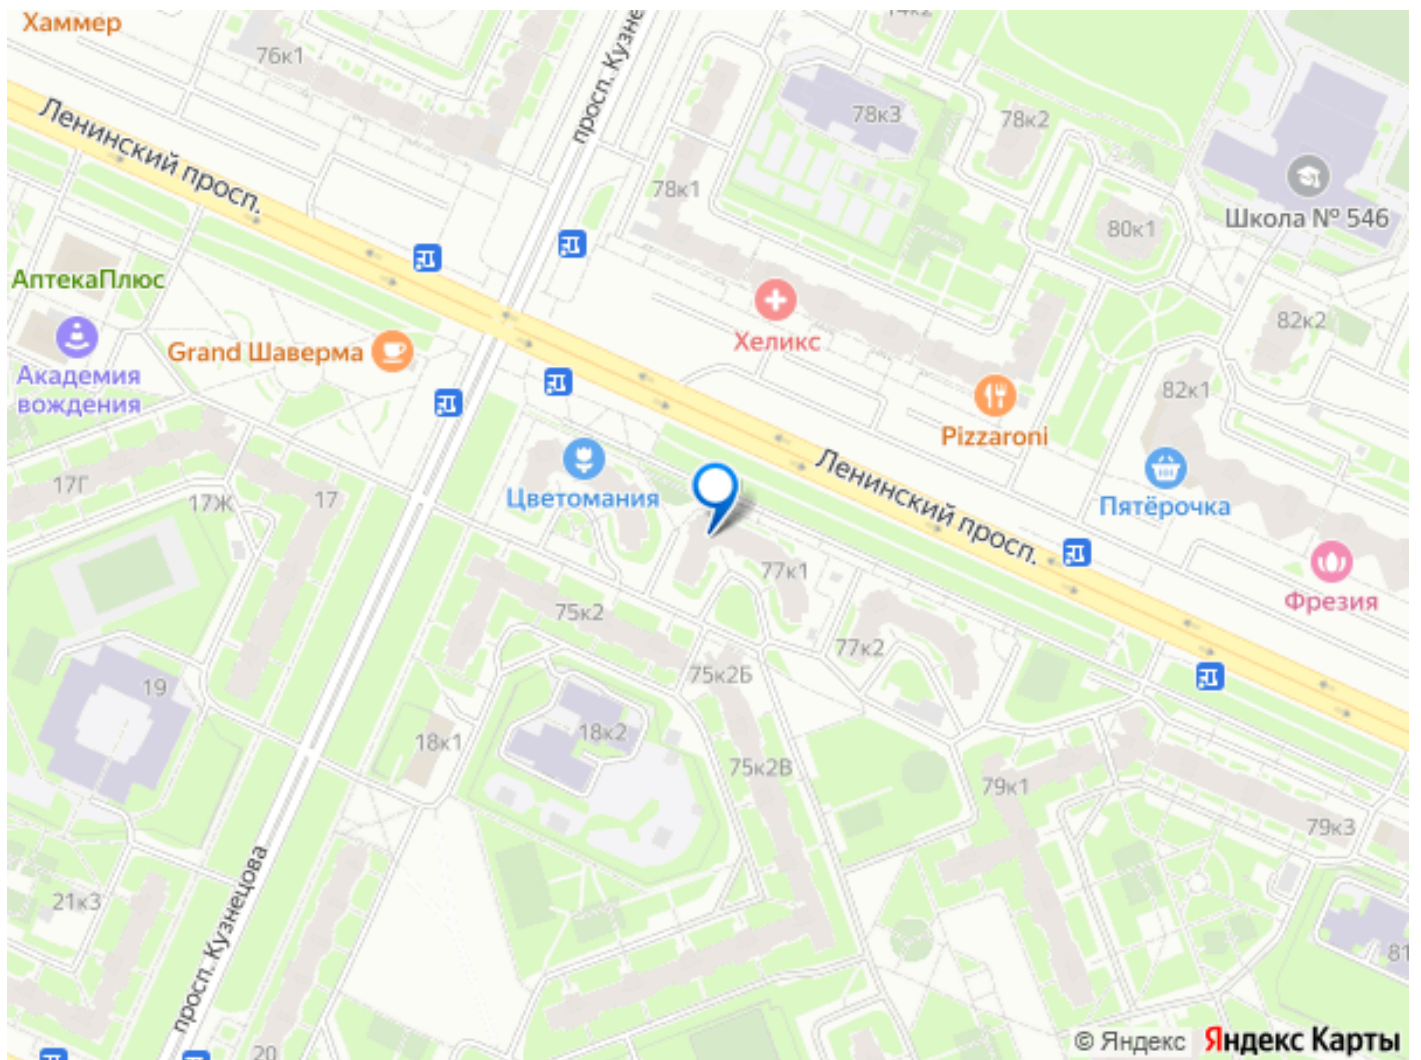 Хаммер
14к2
76к1
просп. Кузне
78к3
78к2
Ленинский просп.
78к1
Школа № 546
80к1
АптекаПлюс
82к2
Хеликс
Grand Шаверма
Академия
вождения
82к1
Pizzaroni
Ленинский просп.
17Г
17Ж
17
Цветомания
Пятёрочка
77к1
Фрезия
75к2
77к2
75к2Б
19
18к2
18к1
75к2В
79к1
79к3
просп. Кузнецова
21к3
81
20
© Яндекс Яндекс Карты